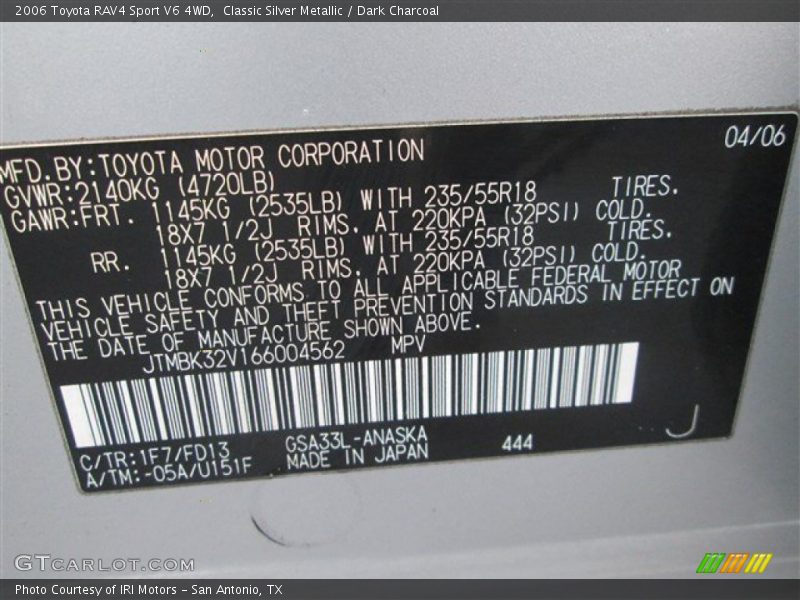 2006 Toyota RAV4 Sport V6 4WD,  Classic Silver Metallic / Dark Charcoal
04/06
MFD.BY:TOYOTA MOTOR CORPORATION
GVWR:2140KG (4720LB)
GAWR:FRT. 1145KG (2535LB) WITH 235/55R18 TIRES.
18X7 1/2J RIMS. AT 220KPA (32PSI) COLD.
RR. 1145KG (2535LB) WITH 235/55R18 TIRES.
18X7 1/2J RIMS. AT 220KPA (32PSI) COLD.
THIS VEHICLE CONFORMS TO ALL APPLICABLE FEDERAL MOTOR
VEHICLE SAFETY AND THEFT PREVENTION STANDARDS IN EFFECT ON
THE DATE OF MANUFACTURE SHOWN ABOVE.
JTMBK32V166004562 MPV
C/TR:1F7/FD13 GSA33L-ANASKA 444 J
A/TM:-05A/U151F MADE IN JAPAN
GTCARLOT.COM
Photo Courtesy of IRI Motors – San Antonio, TX